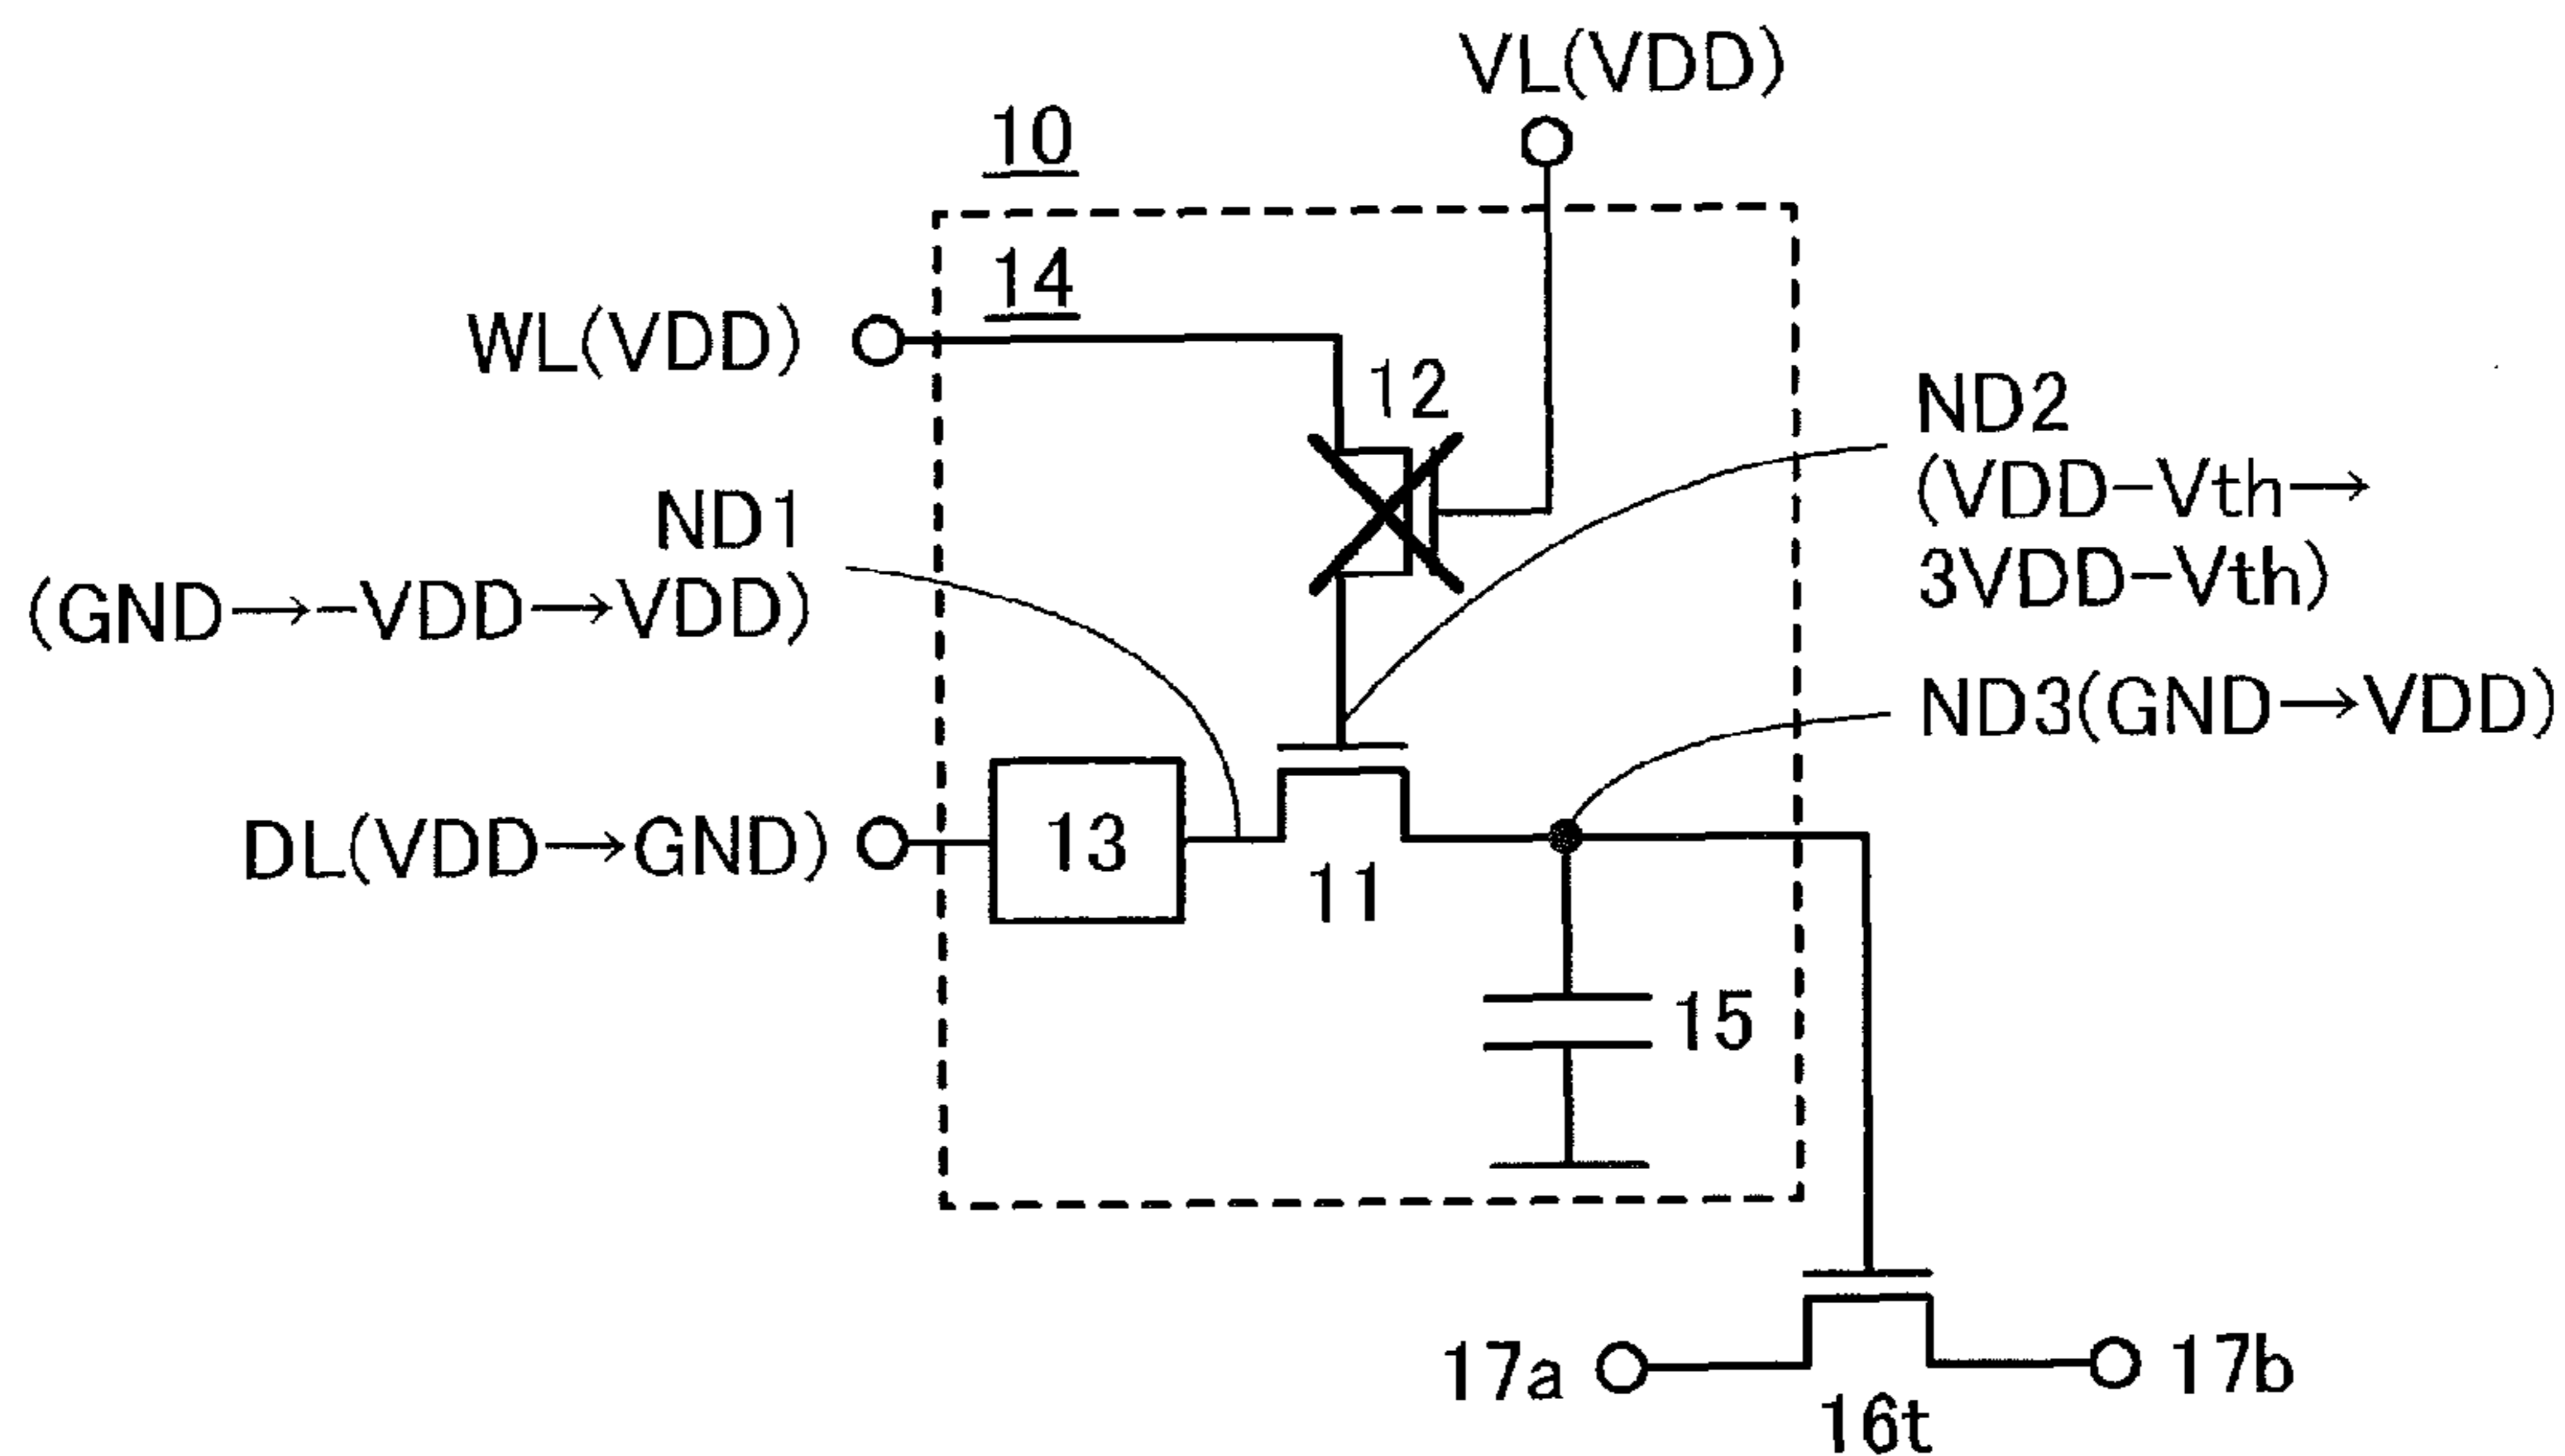 VL(VDD)
10
14
WL(VDD)
12
ND2
(VDD-Vth→
3VDD-Vth)
ND1
(GND→-VDD→VDD)
ND3(GND→VDD)
DL(VDD→GND)
13
11
15
17a
17b
16t